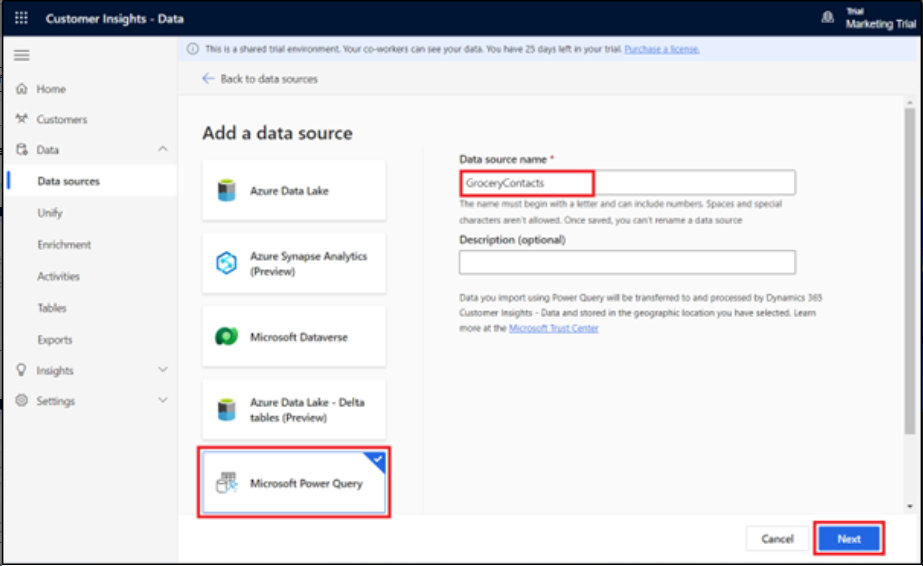 Customer Insights - Data
Trial
Marketing Trial
This is a shared trial environment. Your co-workers can see your data. You have 25 days left in your trial. Purchase a license.
Back to data sources
Home
Customers
Data
Data sources
Unify
Enrichment
Activities
Tables
Exports
Insights
Settings
Add a data source
Azure Data Lake
Azure Synapse Analytics
(Preview)
Microsoft Dataverse
Azure Data Lake - Delta
tables (Preview)
Microsoft Power Query
Data source name *
GroceryContacts
The name must begin with a letter and can include numbers. Spaces and special
characters aren't allowed. Once saved, you can't rename a data source
Description (optional)
Data you import using Power Query will be transferred to and processed by Dynamics 365
Customer Insights - Data and stored in the geographic location you have selected. Learn
more at the Microsoft Trust Center
Cancel
Next